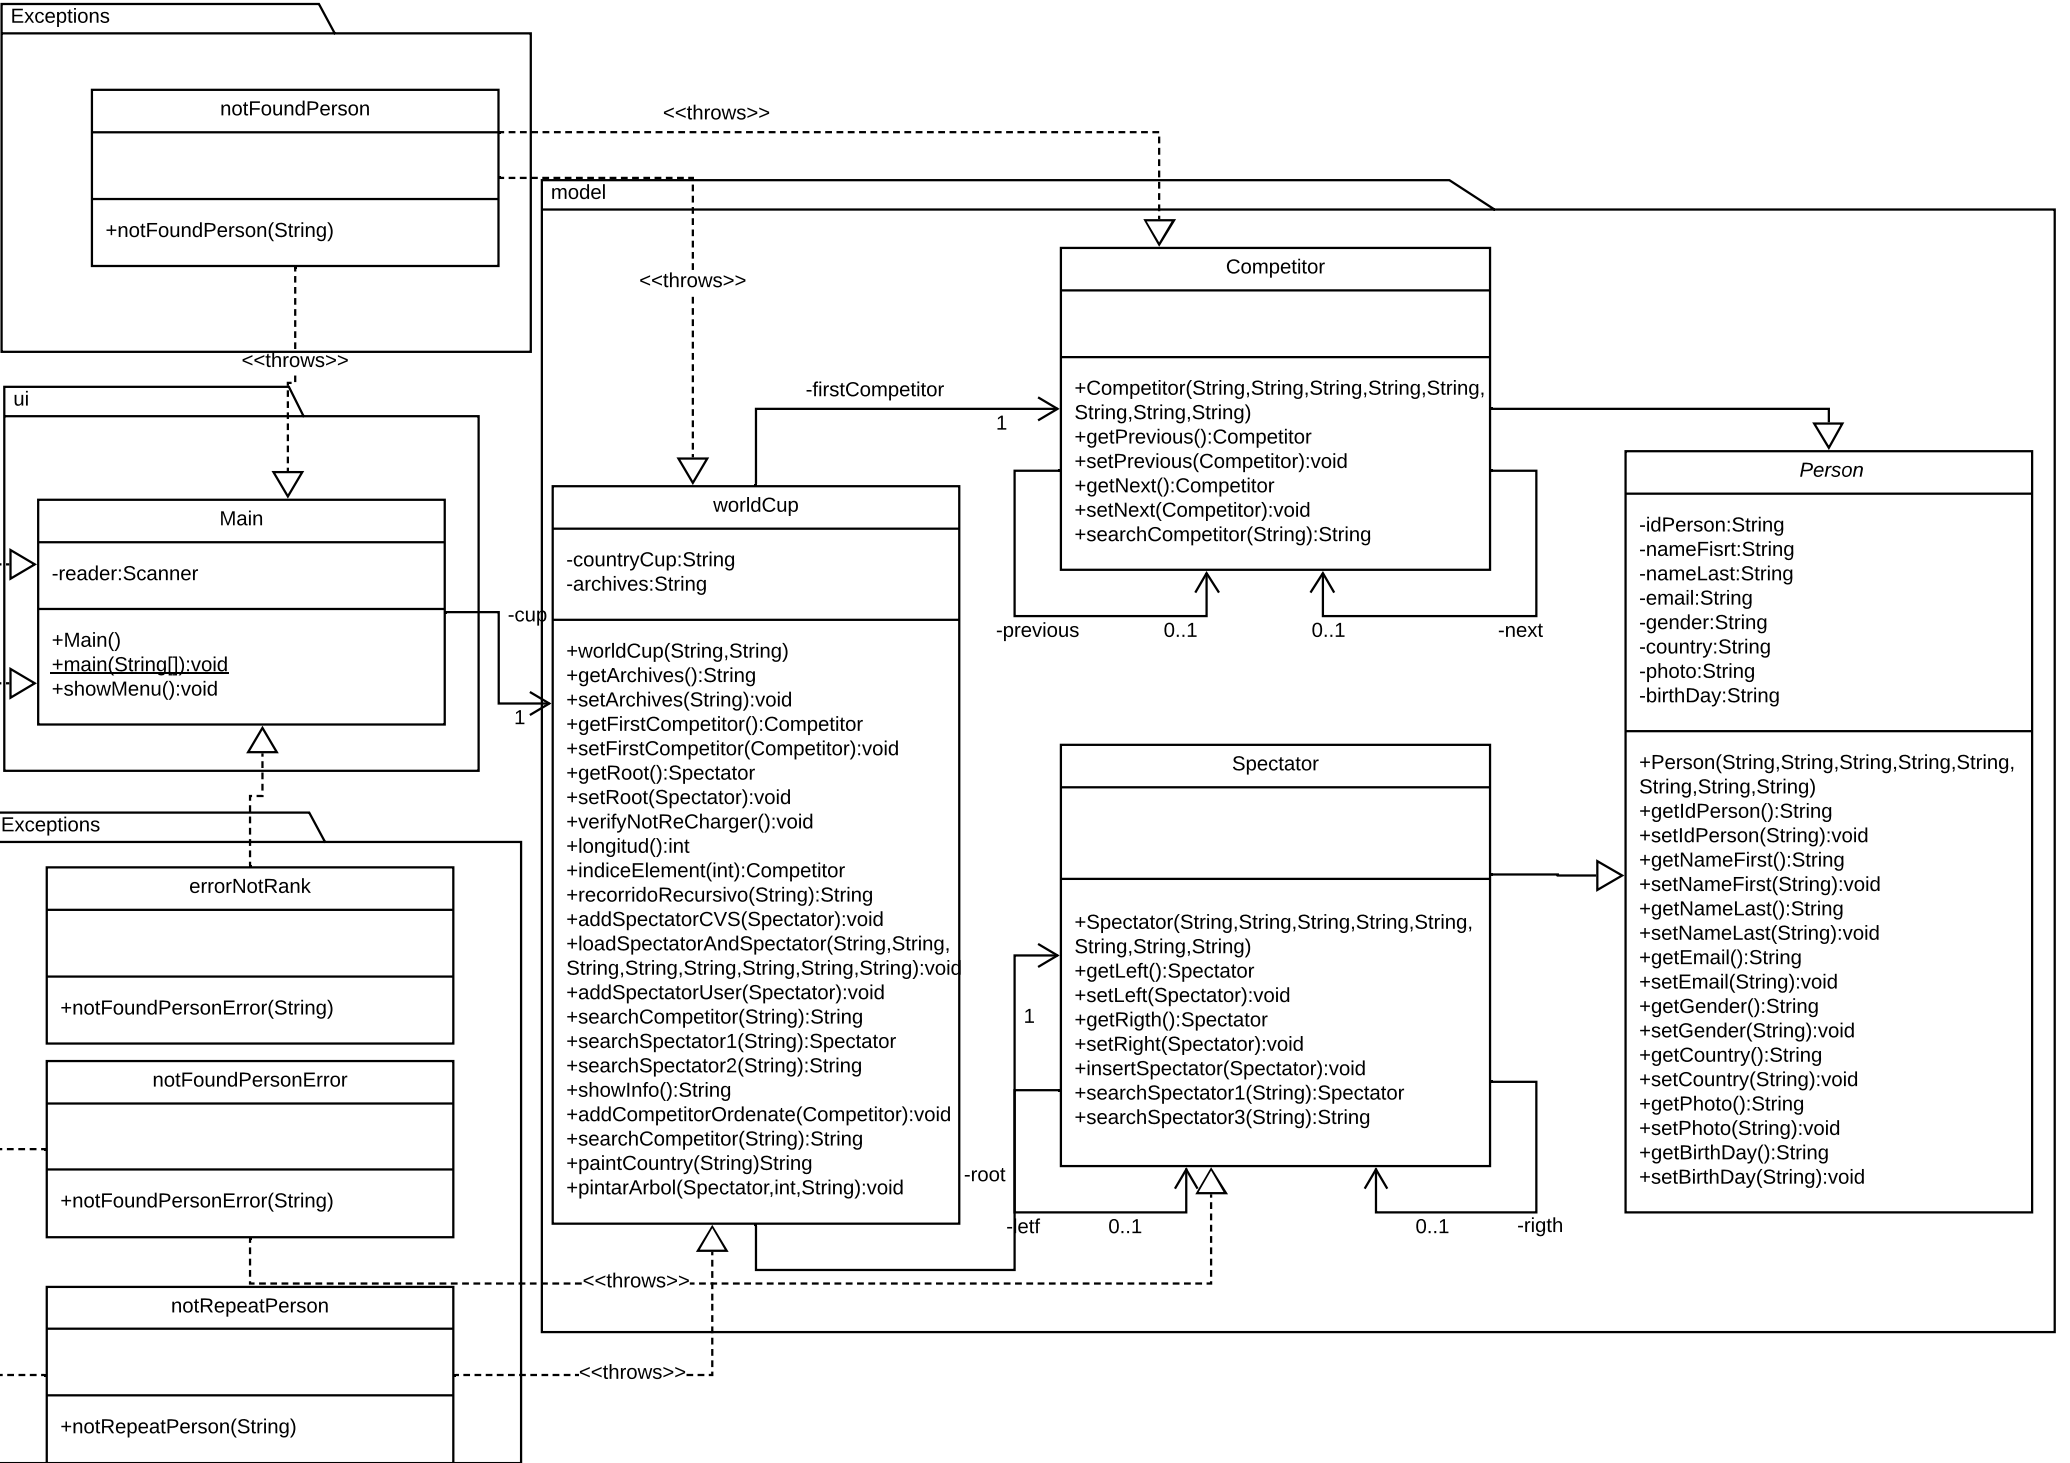 Exceptions
notFoundPerson
+notFoundPerson(String)
<<throws>>
<<throws>>
<<throws>>
ui
Main
-reader:Scanner
+Main()
+main(String[]):void
+showMenu():void
-cup
1
Exceptions
errorNotRank
+notFoundPersonError(String)
notFoundPersonError
+notFoundPersonError(String)
notRepeatPerson
+notRepeatPerson(String)
<<throws>>
<<throws>>
model
worldCup
-countryCup:String
-archives:String
+worldCup(String,String)
+getArchives():String
+setArchives(String):void
+getFirstCompetitor():Competitor
+setFirstCompetitor(Competitor):void
+getRoot():Spectator
+setRoot(Spectator):void
+verifyNotReCharger():void
+longitud():int
+indiceElement(int):Competitor
+recorridoRecursivo(String):String
+addSpectatorCVS(Spectator):void
+loadSpectatorAndSpectator(String,String,
String,String,String,String,String,String):void
+addSpectatorUser(Spectator):void
+searchCompetitor(String):String
+searchSpectator1(String):Spectator
+searchSpectator2(String):String
+showInfo():String
+addCompetitorOrdenate(Competitor):void
+searchCompetitor(String):String
+paintCountry(String)String
+pintarArbol(Spectator,int,String):void
-firstCompetitor
1
Competitor
+Competitor(String,String,String,String,String,
String,String,String)
+getPrevious():Competitor
+setPrevious(Competitor):void
+getNext():Competitor
+setNext(Competitor):void
+searchCompetitor(String):String
-previous
0..1
0..1
-next
Spectator
+Spectator(String,String,String,String,String,
String,String,String)
+getLeft():Spectator
+setLeft(Spectator):void
+getRigth():Spectator
+setRight(Spectator):void
+insertSpectator(Spectator):void
+searchSpectator1(String):Spectator
+searchSpectator3(String):String
1
-root
-letf
0..1
0..1
-rigth
Person
-idPerson:String
-nameFisrt:String
-nameLast:String
-email:String
-gender:String
-country:String
-photo:String
-birthDay:String
+Person(String,String,String,String,String,
String,String,String)
+getIdPerson():String
+setIdPerson(String):void
+getNameFirst():String
+setNameFirst(String):void
+getNameLast():String
+setNameLast(String):void
+getEmail():String
+setEmail(String):void
+getGender():String
+setGender(String):void
+getCountry():String
+setCountry(String):void
+getPhoto():String
+setPhoto(String):void
+getBirthDay():String
+setBirthDay(String):void